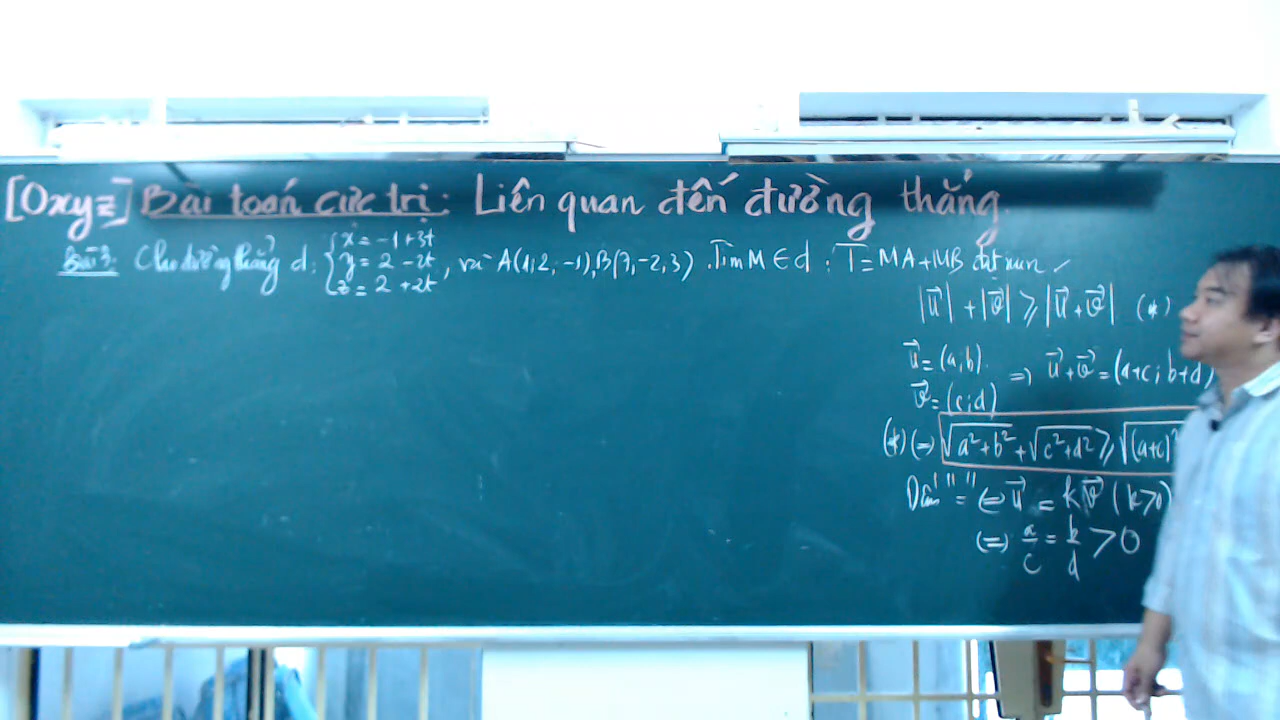 [Oxyz] Bài toán cực trị: Liên quan đến đường thẳng.
Bài 3: Cho đường thẳng d: { x = -1 + 3t
y = 2 - 2t
z = 2 + 2t , và A(1; 2; -1), B(7, -2, 3). Tìm M ∈ d : T = MA + MB đạt min
|u⃗| + |v⃗| ≥ |u⃗ + v⃗| (*)
u⃗ = (a; b)
v⃗ = (c; d) ⇒ u⃗ + v⃗ = (a+c; b+d)
(*) ⇔ √(a² + b²) + √(c² + d²) ≥ √(a+c)²
Dấu "=" ⇔ u⃗ = kv⃗ (k>0)
⇔ a/c = b/d > 0